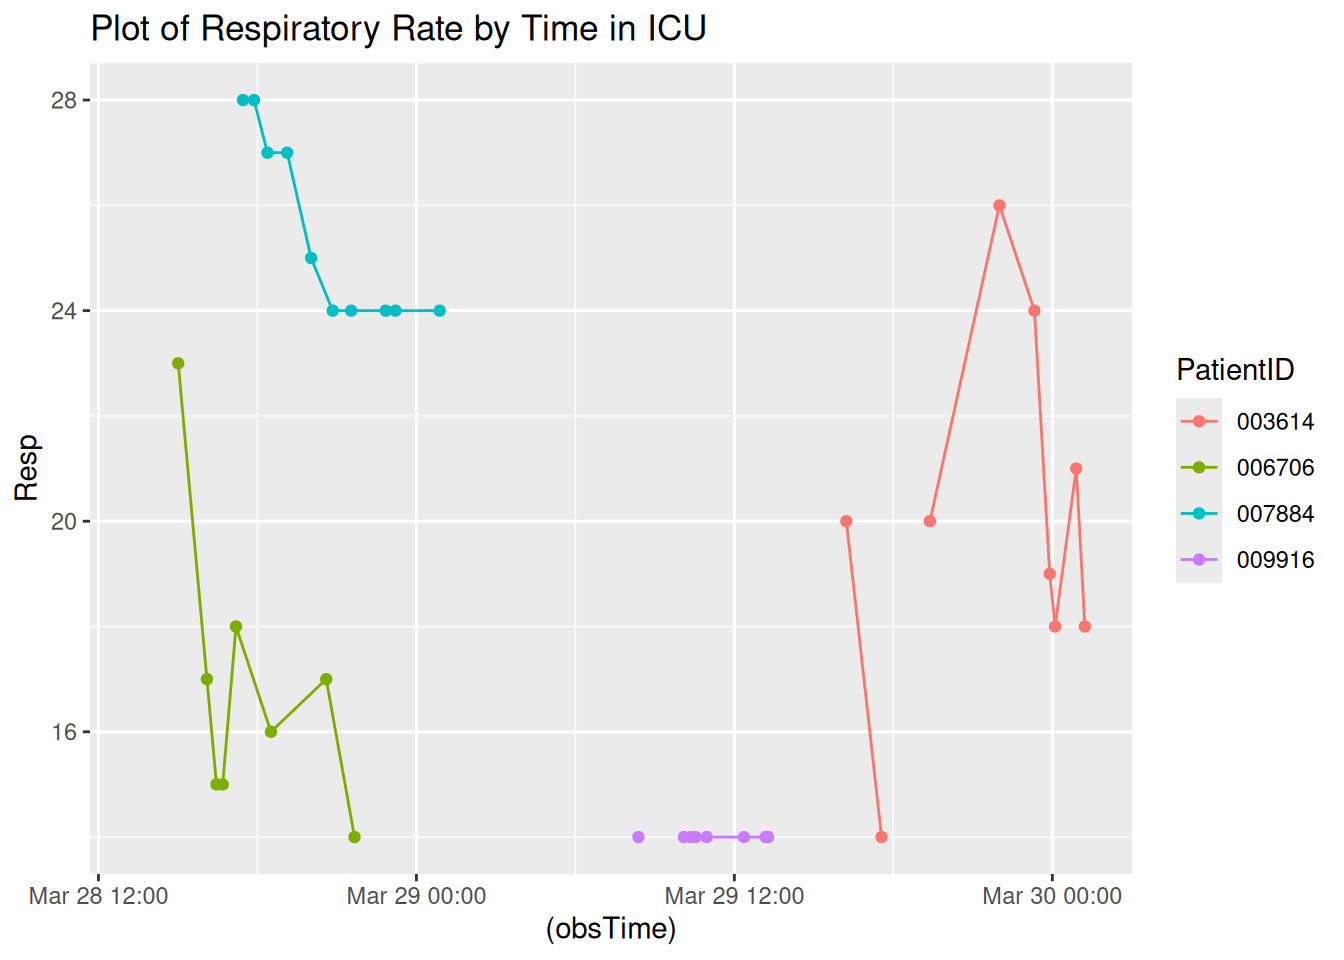 Plot of Respiratory Rate by Time in ICU
28
24
20
16
Resp
Mar 28 12:00
Mar 29 00:00
Mar 29 12:00
Mar 30 00:00
(obsTime)
PatientID
003614
006706
007884
009916